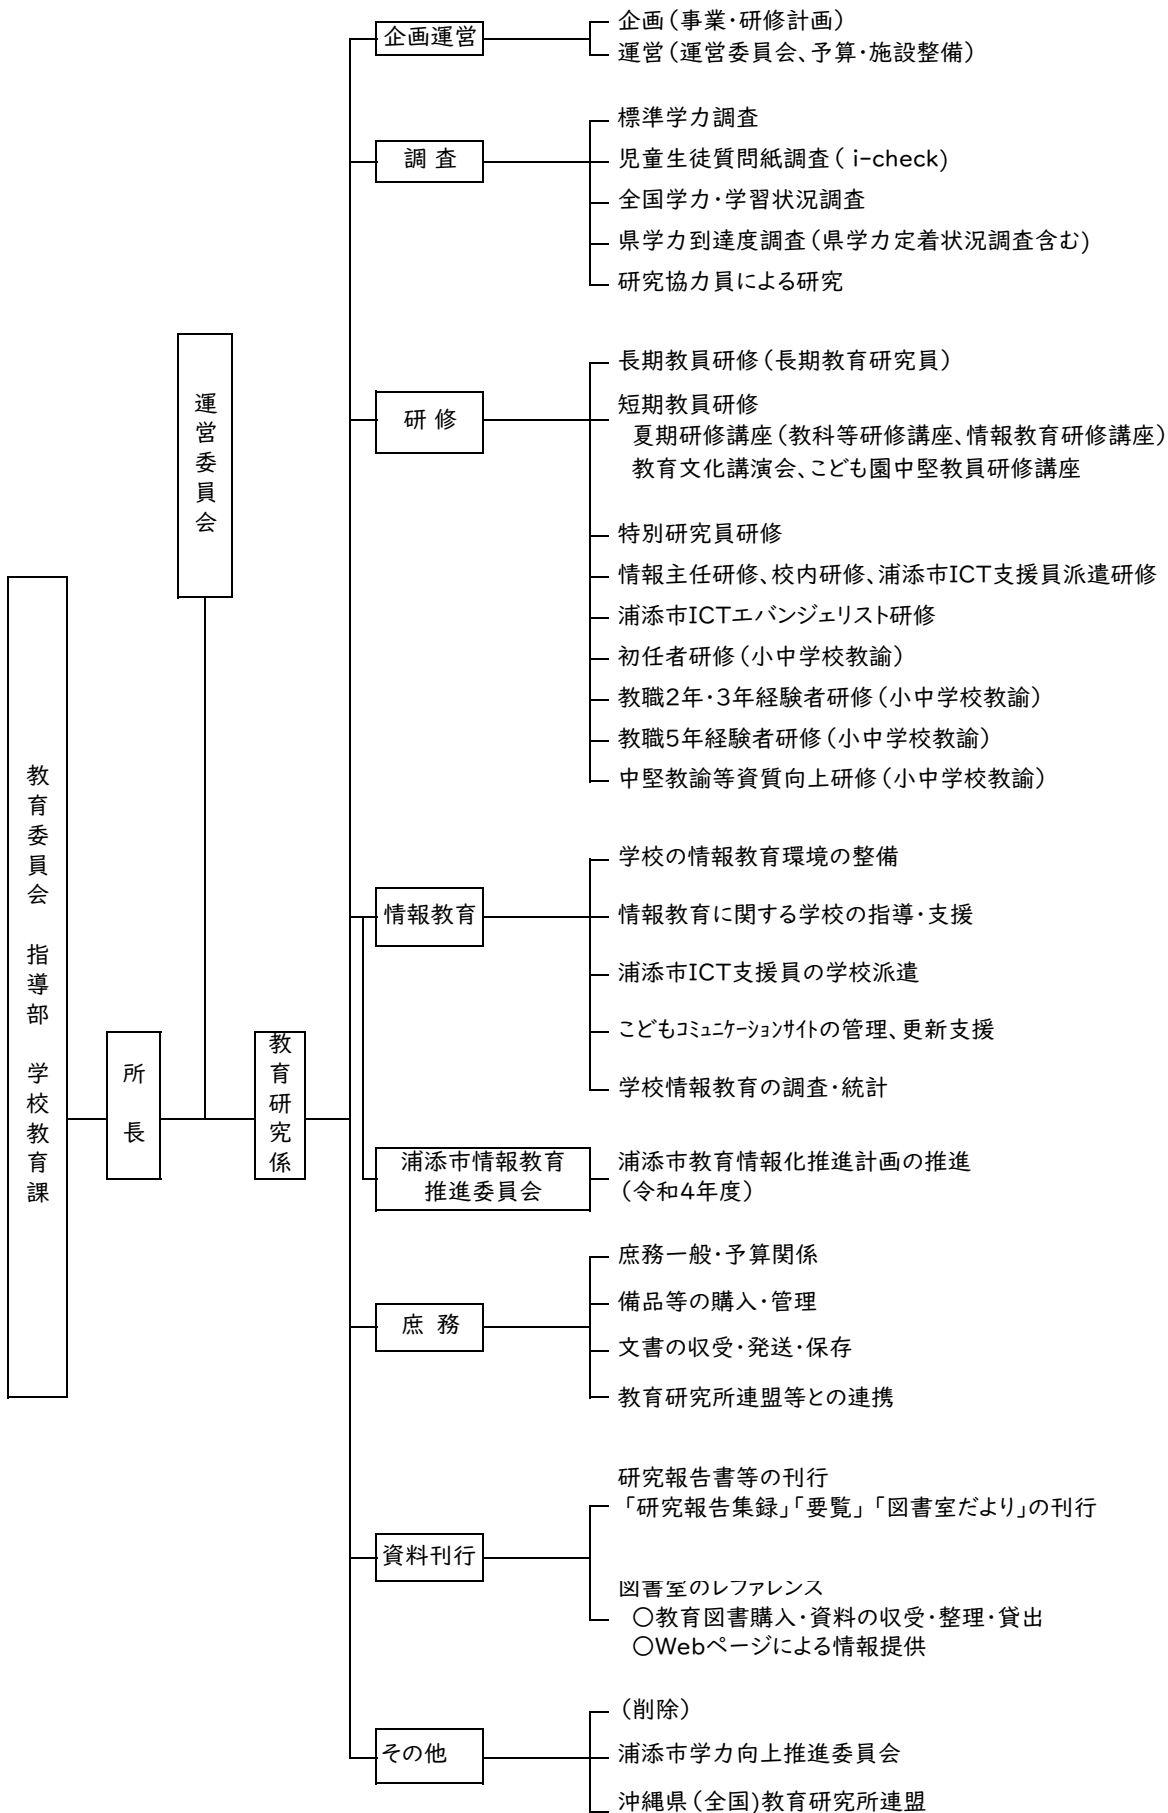 教育委員会 指導部 学校教育課
所長
運営委員会
教育研究係
企画運営
企画(事業・研修計画)
運営(運営委員会、予算・施設整備)
調査
標準学力調査
児童生徒質問紙調査( i-check)
全国学力・学習状況調査
県学力到達度調査(県学力定着状況調査含む)
研究協力員による研究
研修
長期教員研修(長期教育研究員)
短期教員研修
夏期研修講座(教科等研修講座、情報教育研修講座)
教育文化講演会、こども園中堅教員研修講座
特別研究員研修
情報主任研修、校内研修、浦添市ICT支援員派遣研修
浦添市ICTエバンジェリスト研修
初任者研修(小中学校教諭)
教職2年・3年経験者研修(小中学校教諭)
教職5年経験者研修(小中学校教諭)
中堅教諭等資質向上研修(小中学校教諭)
情報教育
学校の情報教育環境の整備
情報教育に関する学校の指導・支援
浦添市ICT支援員の学校派遣
こどもコミュニケーションサイトの管理、更新支援
学校情報教育の調査・統計
浦添市情報教育
推進委員会
浦添市教育情報化推進計画の推進
(令和4年度)
庶務
庶務一般・予算関係
備品等の購入・管理
文書の収受・発送・保存
教育研究所連盟等との連携
資料刊行
研究報告書等の刊行
「研究報告集録」「要覧」「図書室だより」の刊行
図書室のレファレンス
○教育図書購入・資料の収受・整理・貸出
○Webページによる情報提供
その他
(削除)
浦添市学力向上推進委員会
沖縄県(全国)教育研究所連盟